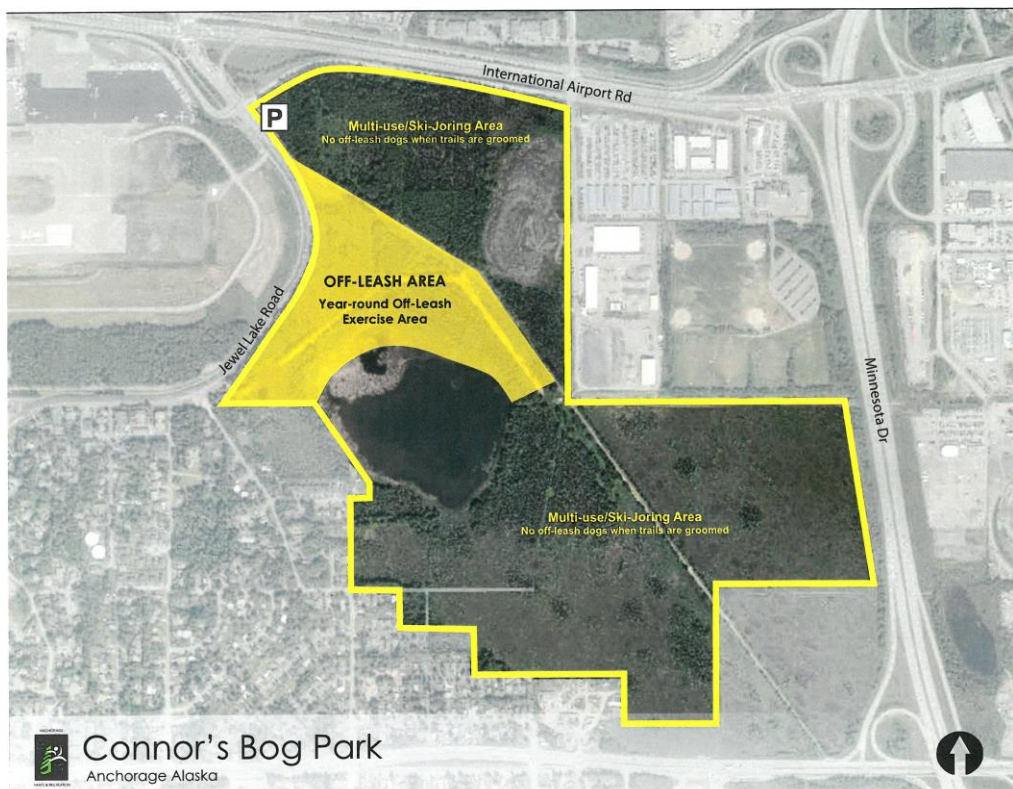 International Airport Rd
P
Multi-use/Ski-Joring Area
No off-leash dogs when trails are groomed
OFF-LEASH AREA
Year-round Off-Leash
Exercise Area
Jewel Lake Road
Minnesota Dr
Multi-use/Ski-Joring Area
No off-leash dogs when trails are groomed
Connor's Bog Park
Anchorage Alaska